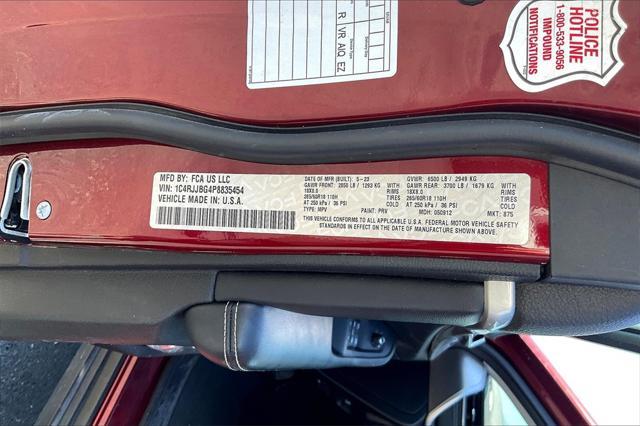 POLICE
HOTLINE
1-800-533-9056
IMPOUND
NOTIFICATIONS
R VR AIQ EZ
MFD BY: FCA US LLC
VIN: 1C4RJJBG4P8835454
VEHICLE MADE IN: U.S.A.
DATE OF MFR (BUILT): 5-23 GVWR: 6500 LB / 2949 KG
GAWR FRONT: 2850 LB / 1293 KG WITH GAWR REAR: 3700 LB / 1679 KG WITH
18X8.0 RIMS 18X8.0 RIMS
265/60R18 110H TIRES 265/60R18 110H TIRES
AT 250 kPa / 36 PSI COLD AT 250 kPa / 36 PSI COLD
TYPE: MPV PAINT: PRV MDH: 050912 MKT: 875
THIS VEHICLE CONFORMS TO ALL APPLICABLE U.S.A. FEDERAL MOTOR VEHICLE SAFETY
STANDARDS IN EFFECT ON THE DATE OF MANUFACTURE SHOWN ABOVE.